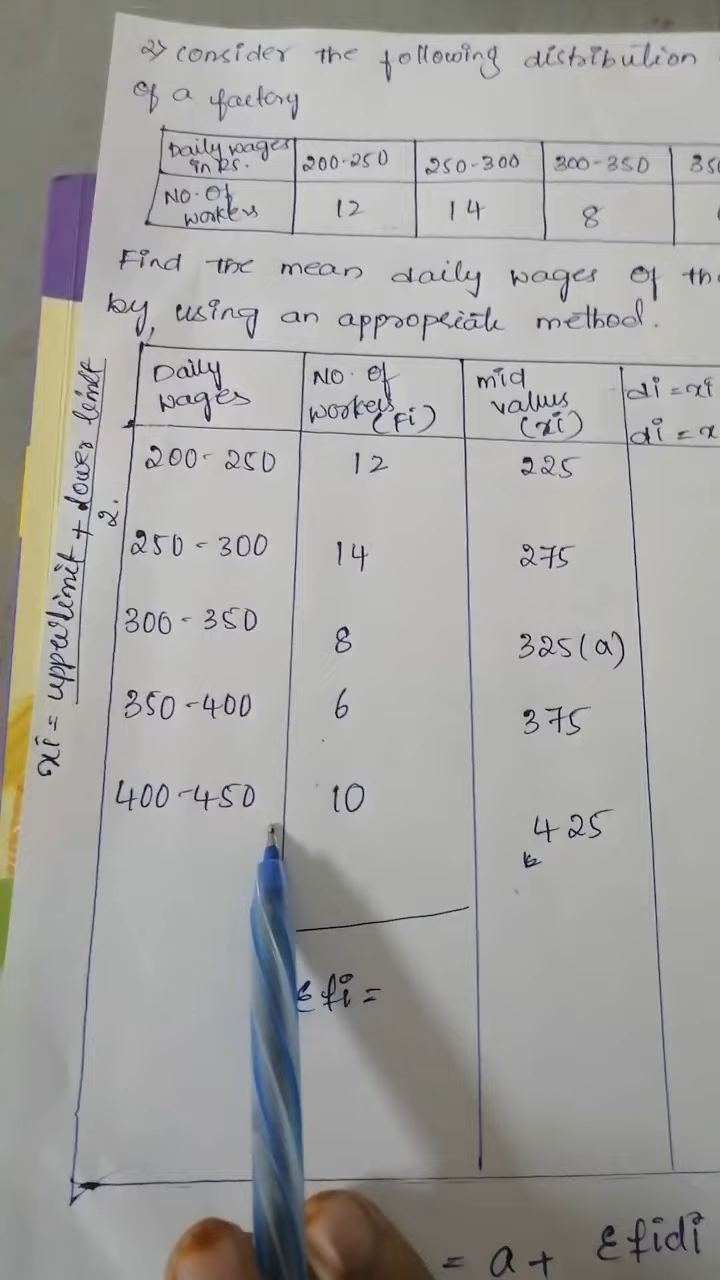 2) consider the following distribution
of a factory
Daily wages in Rs. 200-250 250-300 300-350 350
No. of workers 12 14 8
Find the mean daily wages of the
by, using an appropriate method.
Daily wages No. of workers (fi) mid values (xi) di = xi
di = x
200 - 250 12 225
250 - 300 14 275
300 - 350 8 325(a)
350 - 400 6 375
400 - 450 10 425
Σfi =
= a + Σfidi
xi = upper limit + lower limit
2.